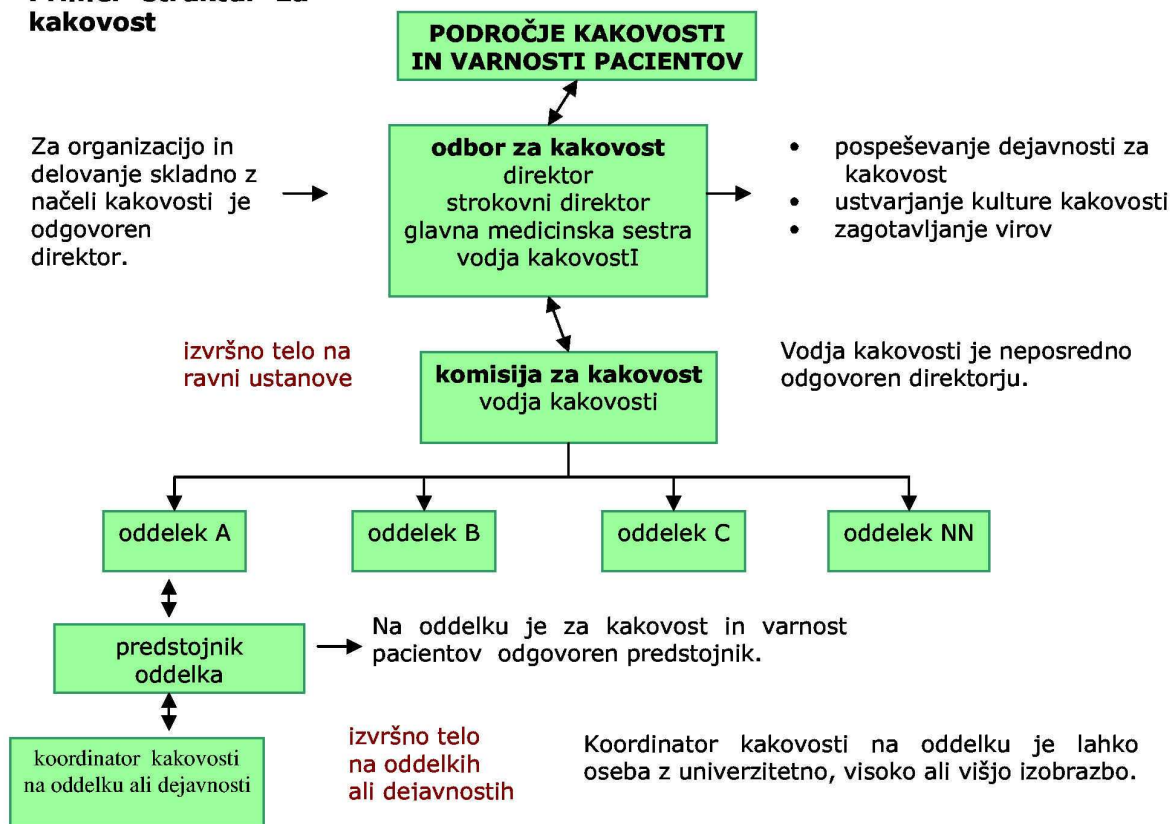 Primer struktur za
kakovost
PODROČJE KAKOVOSTI
IN VARNOSTI PACIENTOV
Za organizacijo in
delovanje skladno z
načeli kakovosti je
odgovoren
direktor.
odbor za kakovost
direktor
strokovni direktor
glavna medicinska sestra
vodja kakovostI
• pospeševanje dejavnosti za
kakovost
• ustvarjanje kulture kakovosti
• zagotavljanje virov
izvršno telo na
ravni ustanove
komisija za kakovost
vodja kakovosti
Vodja kakovosti je neposredno
odgovoren direktorju.
oddelek A
oddelek B
oddelek C
oddelek NN
predstojnik
oddelka
Na oddelku je za kakovost in varnost
pacientov odgovoren predstojnik.
koordinator kakovosti
na oddelku ali dejavnosti
izvršno telo
na oddelkih
ali dejavnostih
Koordinator kakovosti na oddelku je lahko
oseba z univerzitetno, visoko ali višjo izobrazbo.